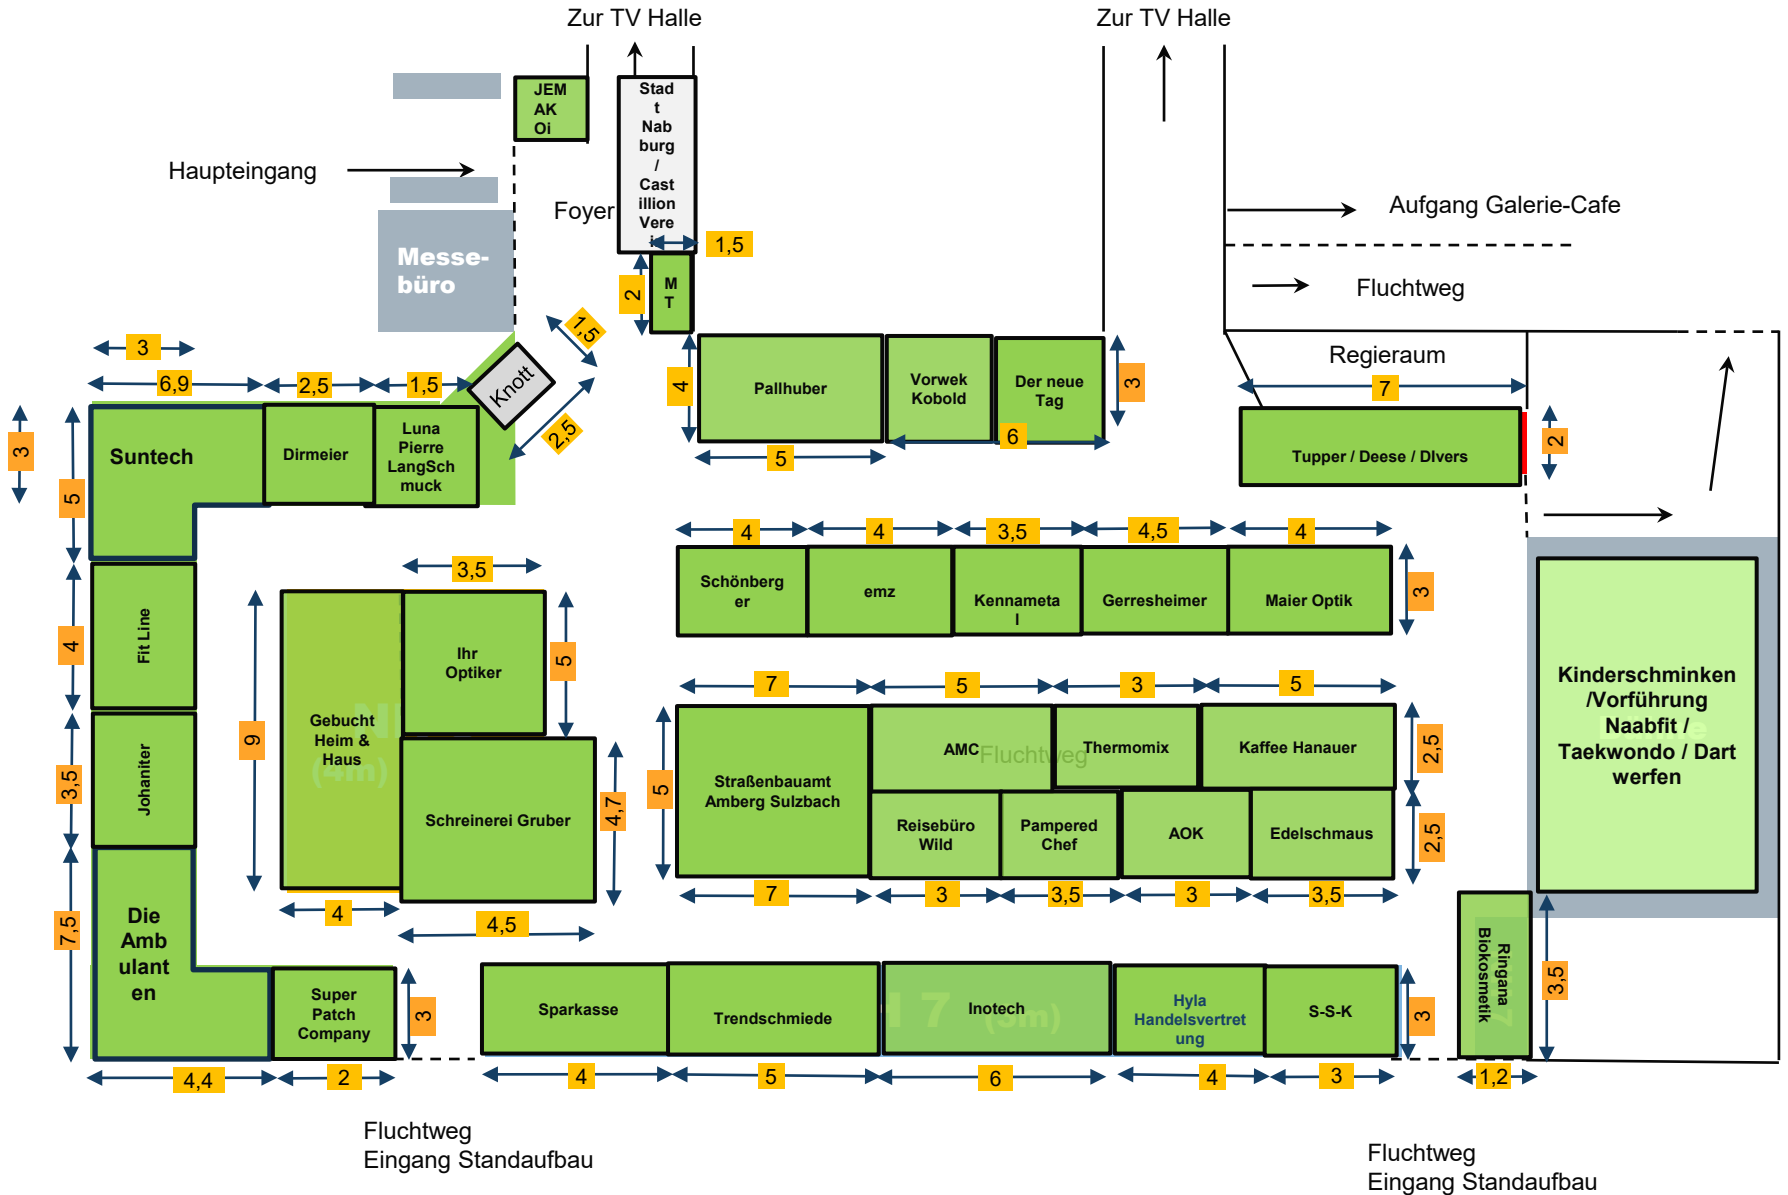 Zur TV Halle
Zur TV Halle
JEM
AK
Oi
Stad
t
Nab
burg
/
Cast
illion
Vere
Haupteingang
Foyer
Aufgang Galerie-Cafe
Messe-
büro
1,5
M
T
2
Fluchtweg
1,5
3
Regieraum
6,9
2,5
1,5
Knott
2,5
4
Pallhuber
Vorwek
Kobold
Der neue
Tag
3
7
3
5
Suntech
Dirmeier
Luna
Pierre
LangSch
muck
5
6
Tupper / Deese / DIvers
2
4
4
3,5
4,5
4
3,5
Schönberg
er
emz
Kennameta
l
Gerresheimer
Maier Optik
3
4
Fit Line
9
Gebucht
Heim &
Haus
(4m)
Ihr
Optiker
5
7
5
3
5
3,5
Johaniter
Schreinerei Gruber
4,7
5
Straßenbauamt
Amberg Sulzbach
AMC
Fluchtweg
Thermomix
Kaffee Hanauer
2,5
Reisebüro
Wild
Pampered
Chef
AOK
Edelschmaus
2,5
Kinderschminken
/Vorführung
Naabfit /
Taekwondo / Dart
werfen
4
4,5
7
3
3,5
3
3,5
7,5
Die
Amb
ulant
en
Super
Patch
Company
3
Sparkasse
Trendschmiede
H 7 (5m)
Inotech
Hyla
Handelsvertret
ung
S-S-K
3
Ringana
Biokosmetik
7
3,5
4,4
2
4
5
6
4
3
1,2
Fluchtweg
Eingang Standaufbau
Fluchtweg
Eingang Standaufbau